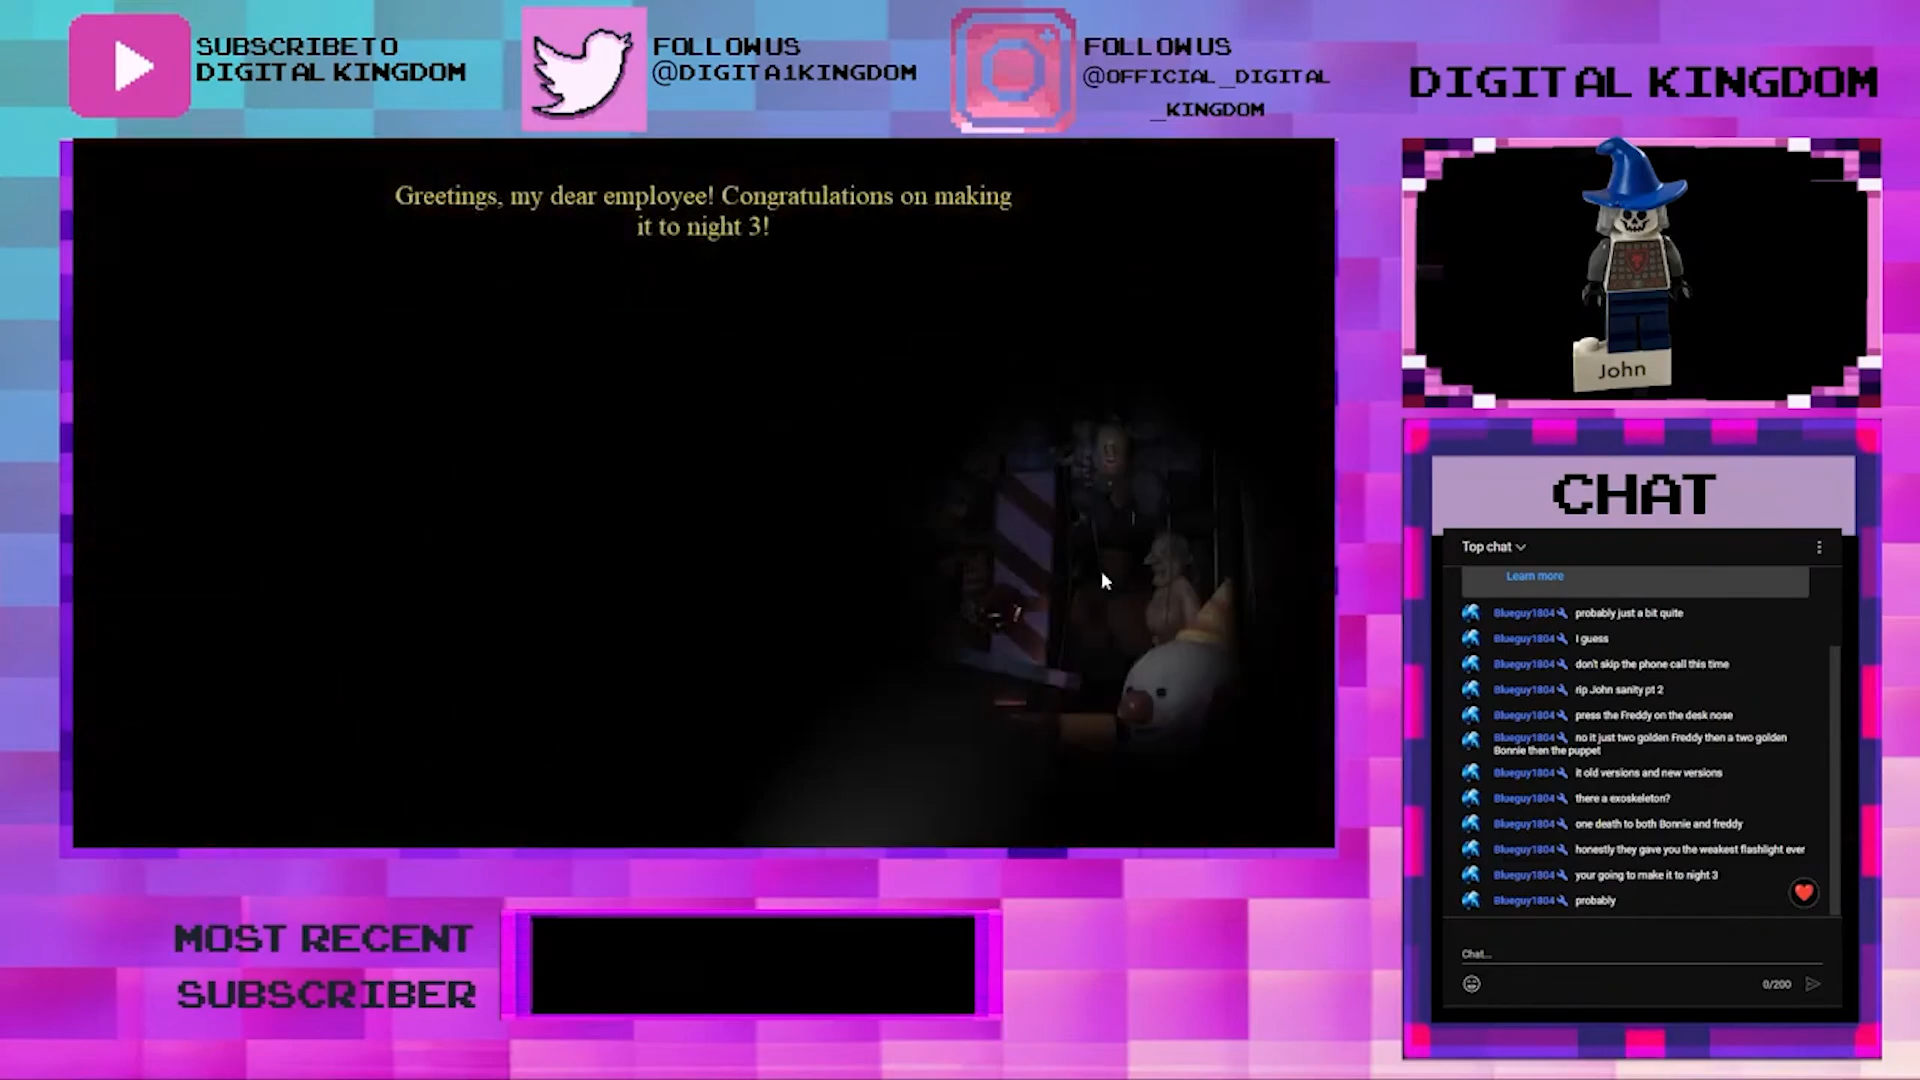 SUBSCRIBE TO
DIGITAL KINGDOM
FOLLOW US
@DIGITA1KINGDOM
FOLLOW US
@OFFICIAL_DIGITAL
_KINGDOM
DIGITAL KINGDOM
Greetings, my dear employee! Congratulations on making
it to night 3!
John
CHAT
Top chat
Learn more
Blueguy1804 probably just a bit quite
Blueguy1804 I guess
Blueguy1804 don't skip the phone call this time
Blueguy1804 rip John sanity pt 2
Blueguy1804 press the Freddy on the desk nose
Blueguy1804 no it just two golden Freddy then a two golden
Bonnie then the puppet
Blueguy1804 it old versions and new versions
Blueguy1804 there a exoskeleton?
Blueguy1804 one death to both Bonnie and freddy
Blueguy1804 honestly they gave you the weakest flashlight ever
Blueguy1804 your going to make it to night 3
Blueguy1804 probably
Chat...
0/200
MOST RECENT
SUBSCRIBER